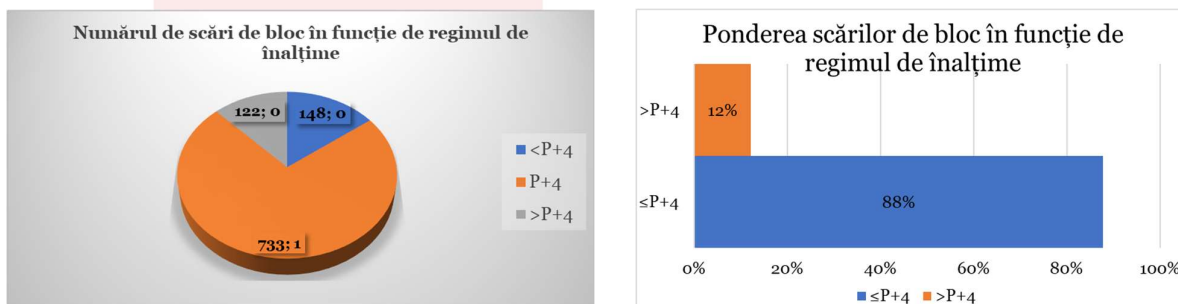 Numărul de scări de bloc în funcție de regimul de
înalțime
122; 0
148; 0
733; 1
<P+4
P+4
>P+4
Ponderea scărilor de bloc în funcție de
regimul de înalțime
>P+4
12%
≤P+4
88%
0%
20%
40%
60%
80%
100%
≤P+4
>P+4